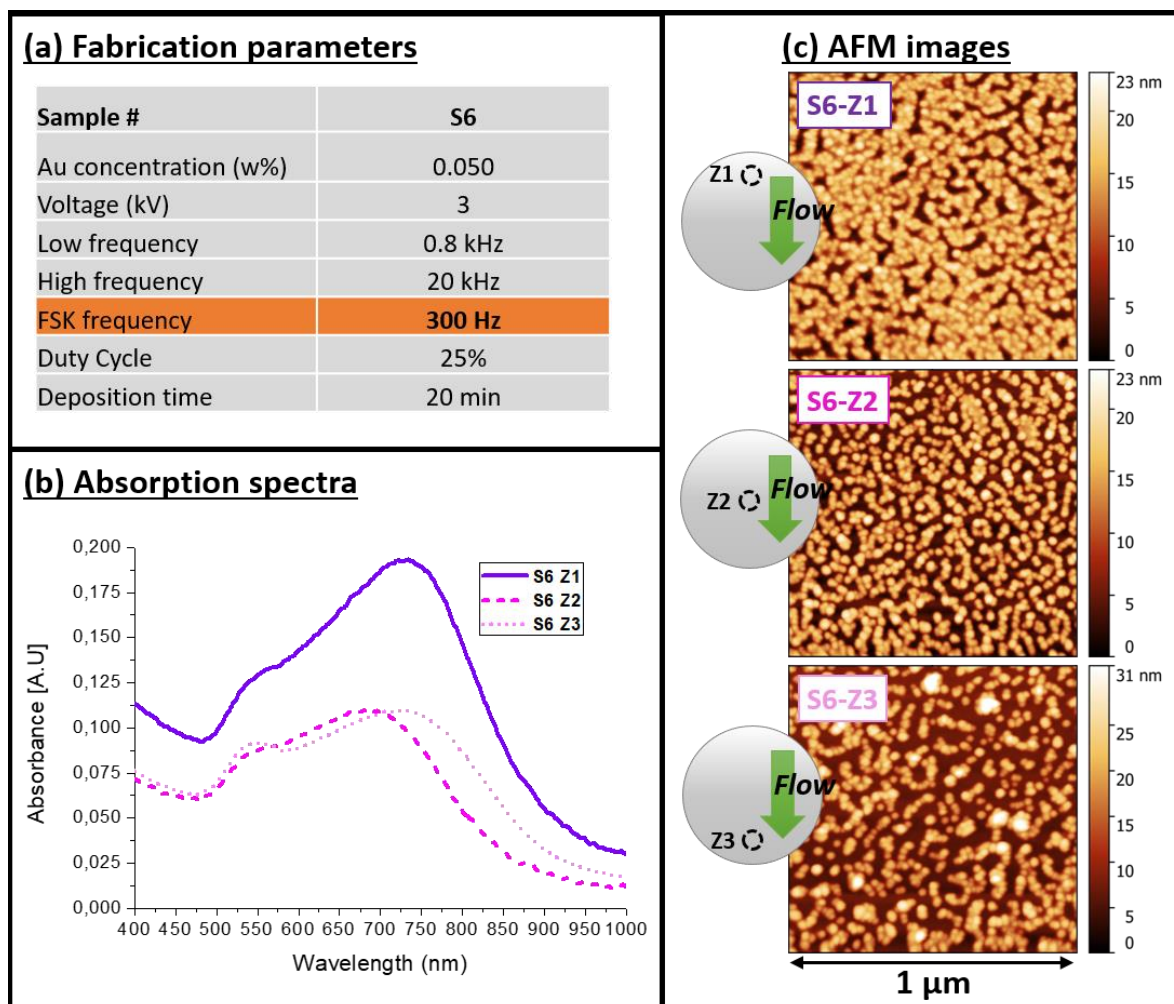 (a) Fabrication parameters
Sample # S6
Au concentration (w%) 0.050
Voltage (kV) 3
Low frequency 0.8 kHz
High frequency 20 kHz
FSK frequency 300 Hz
Duty Cycle 25%
Deposition time 20 min
(b) Absorption spectra
0,200
0,175
0,150
0,125
0,100
0,075
0,050
0,025
0,000
Absorbance [A.U]
400 450 500 550 600 650 700 750 800 850 900 950 1000
Wavelength (nm)
S6 Z1
S6 Z2
S6 Z3
(c) AFM images
S6-Z1
Z1
Flow
23 nm
20
15
10
5
0
S6-Z2
Z2
Flow
23 nm
20
15
10
5
0
S6-Z3
Z3
Flow
31 nm
25
20
15
10
5
0
1 µm